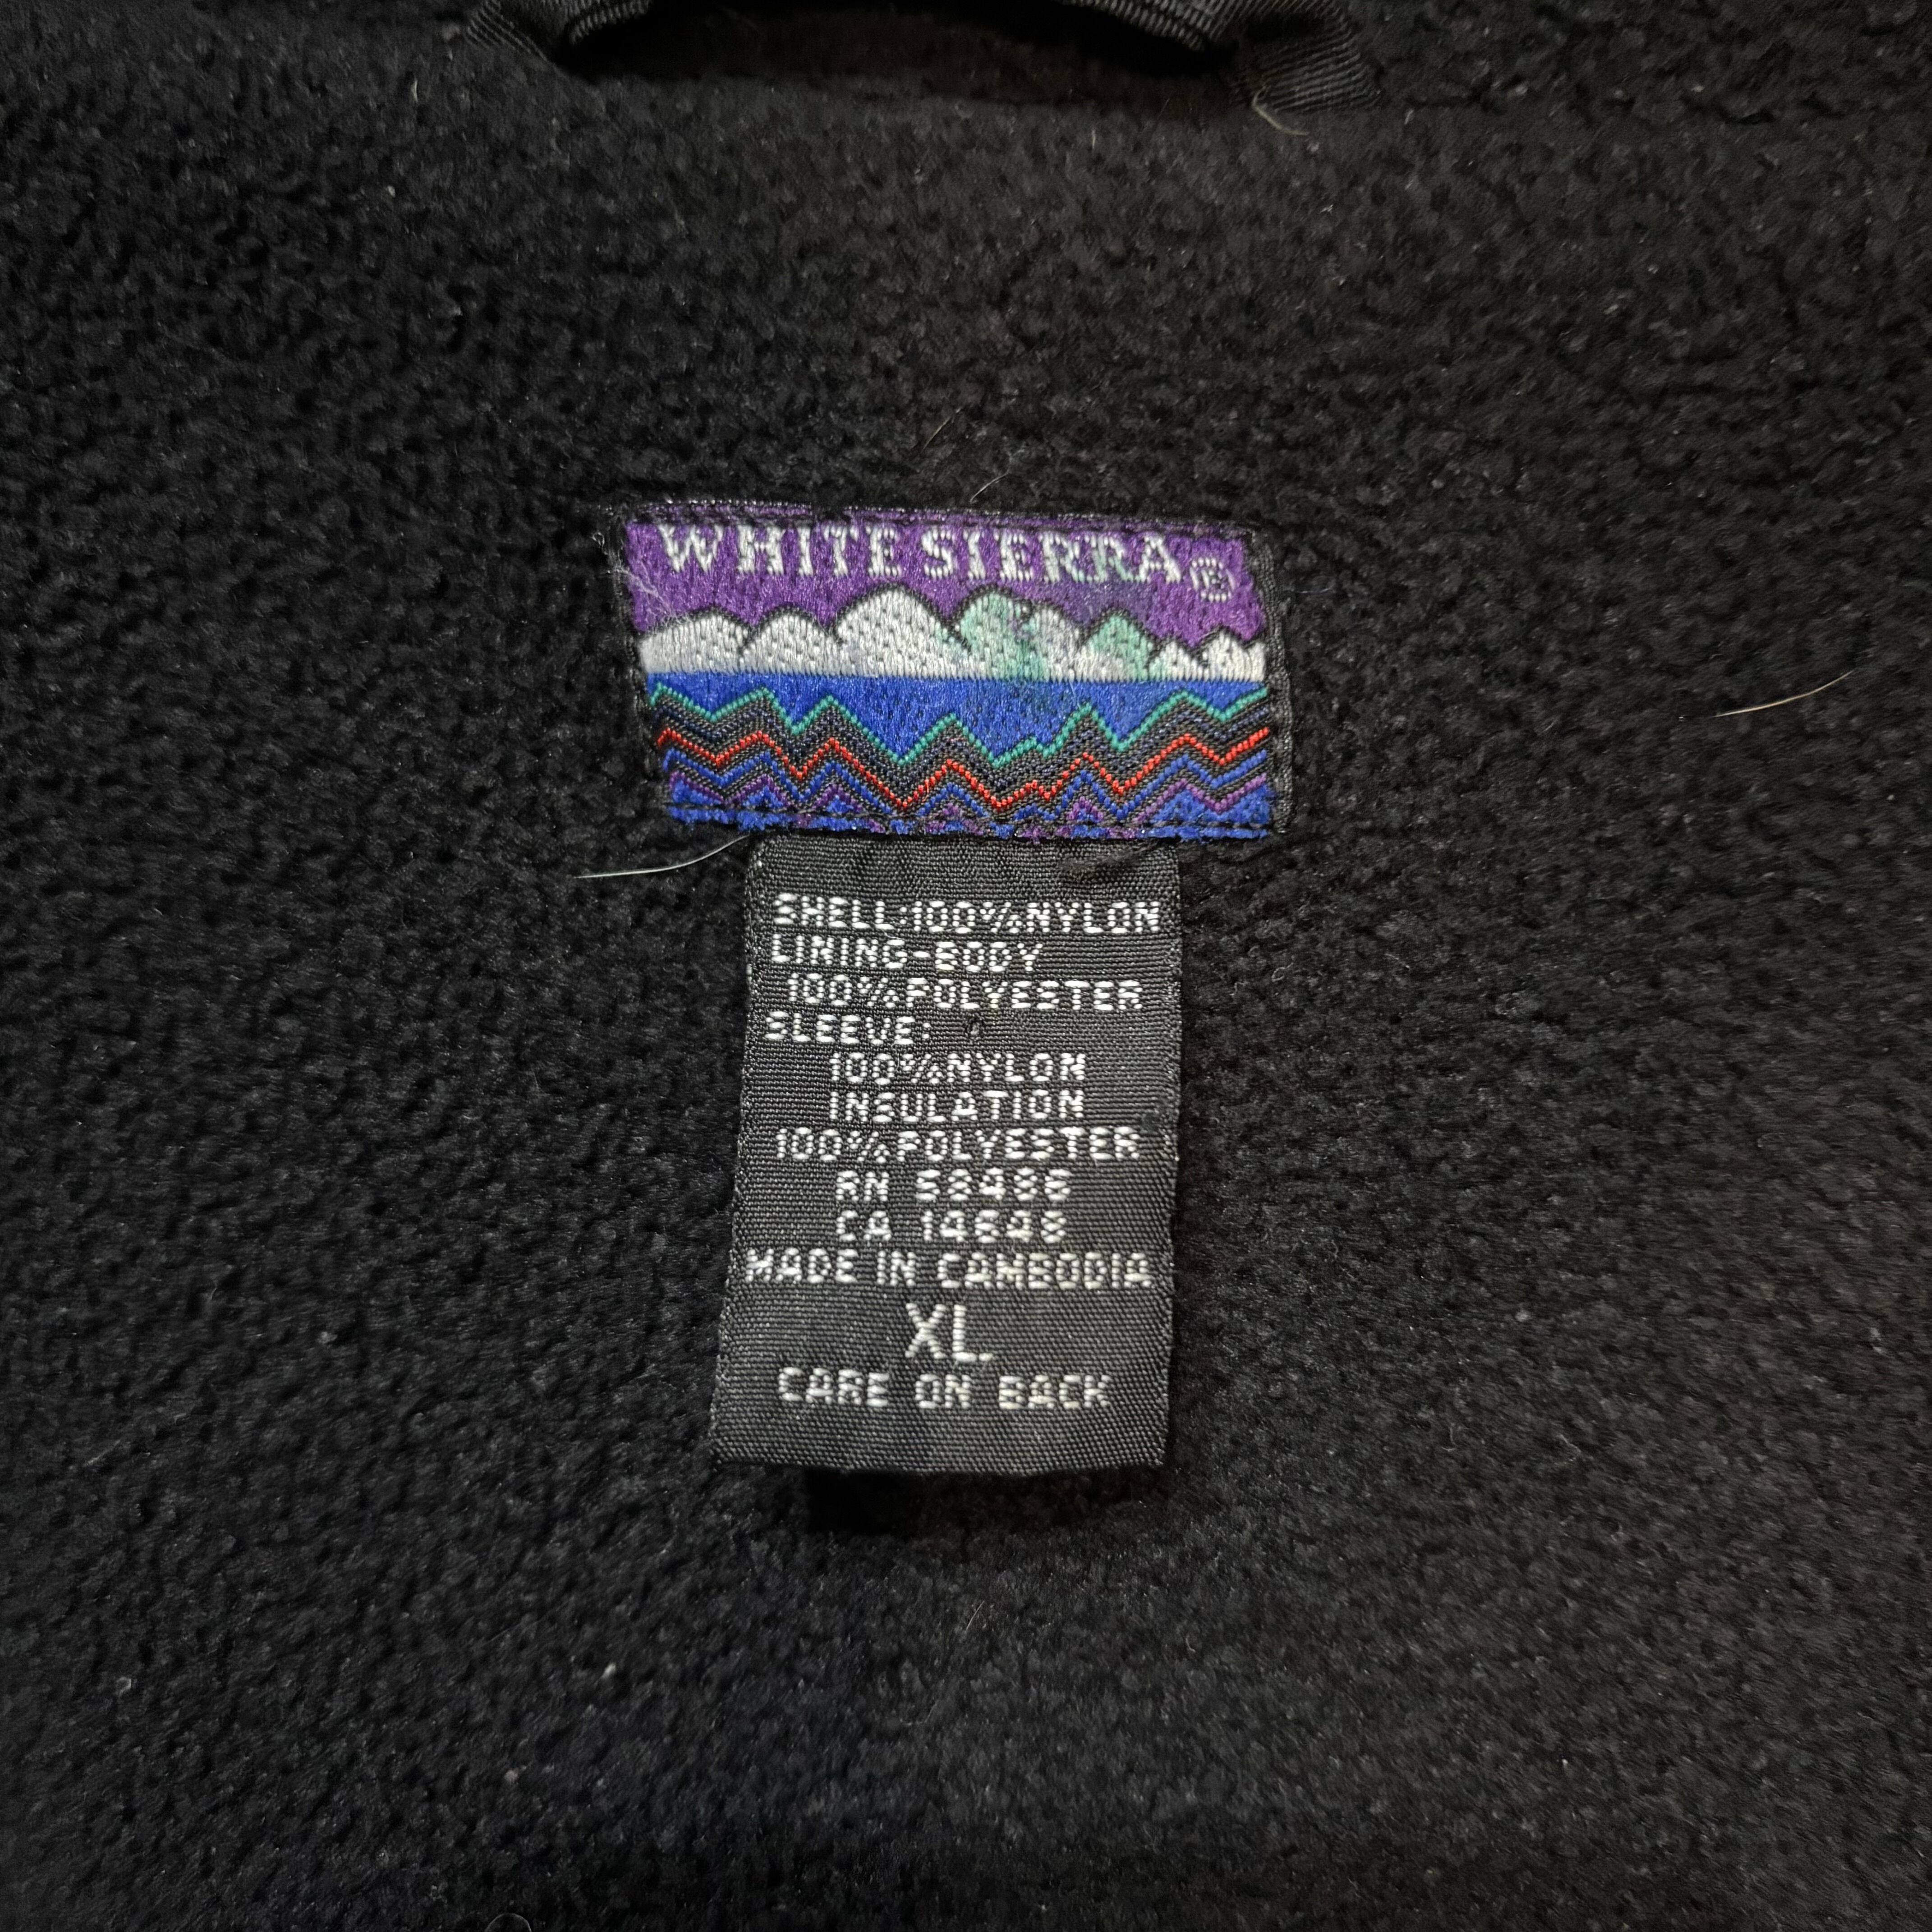 WHITE SIERRA®
SHELL:100%NYLON
LINING-BODY
100%POLYESTER
SLEEVE:
100%NYLON
INSULATION
100%POLYESTER
RN 58486
CA 14648
MADE IN CAMBODIA
XL
CARE ON BACK